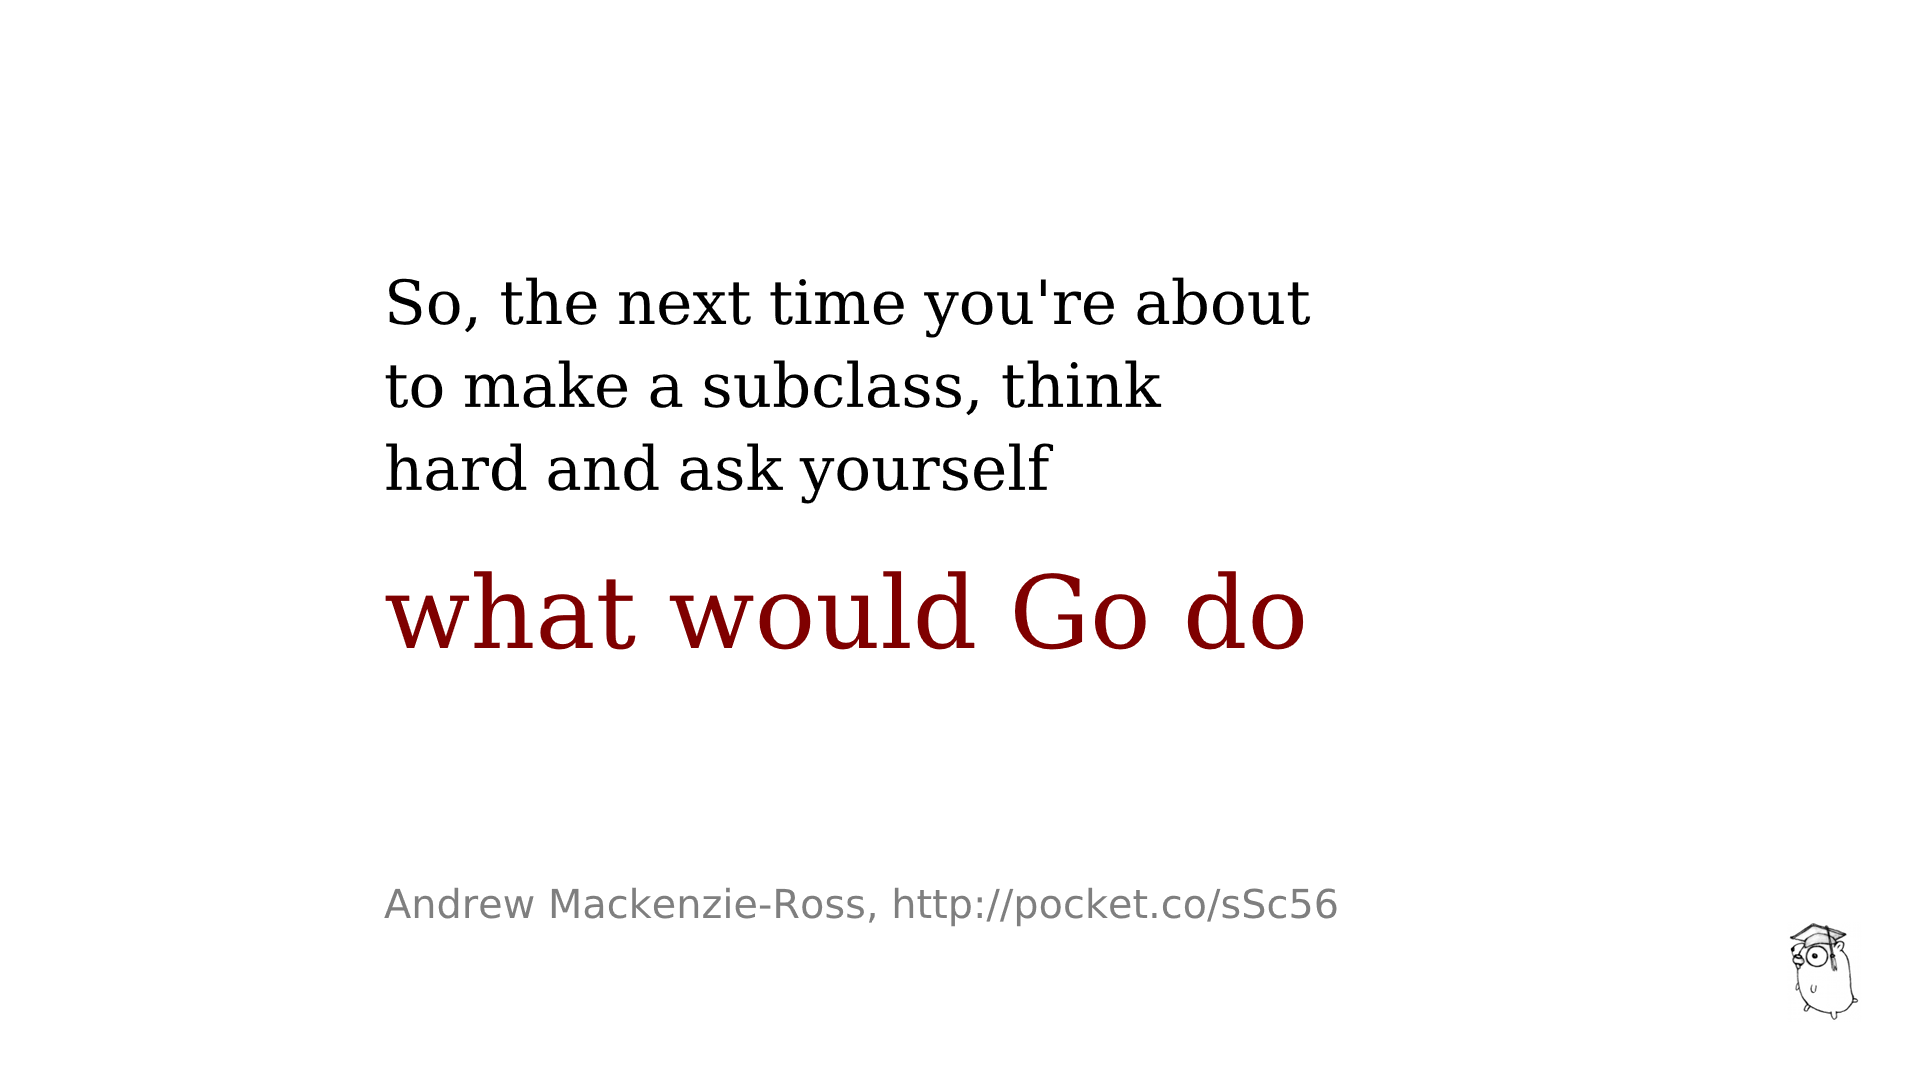 So, the next time you're about
to make a subclass, think
hard and ask yourself
what would Go do
Andrew Mackenzie-Ross, http://pocket.co/sSc56